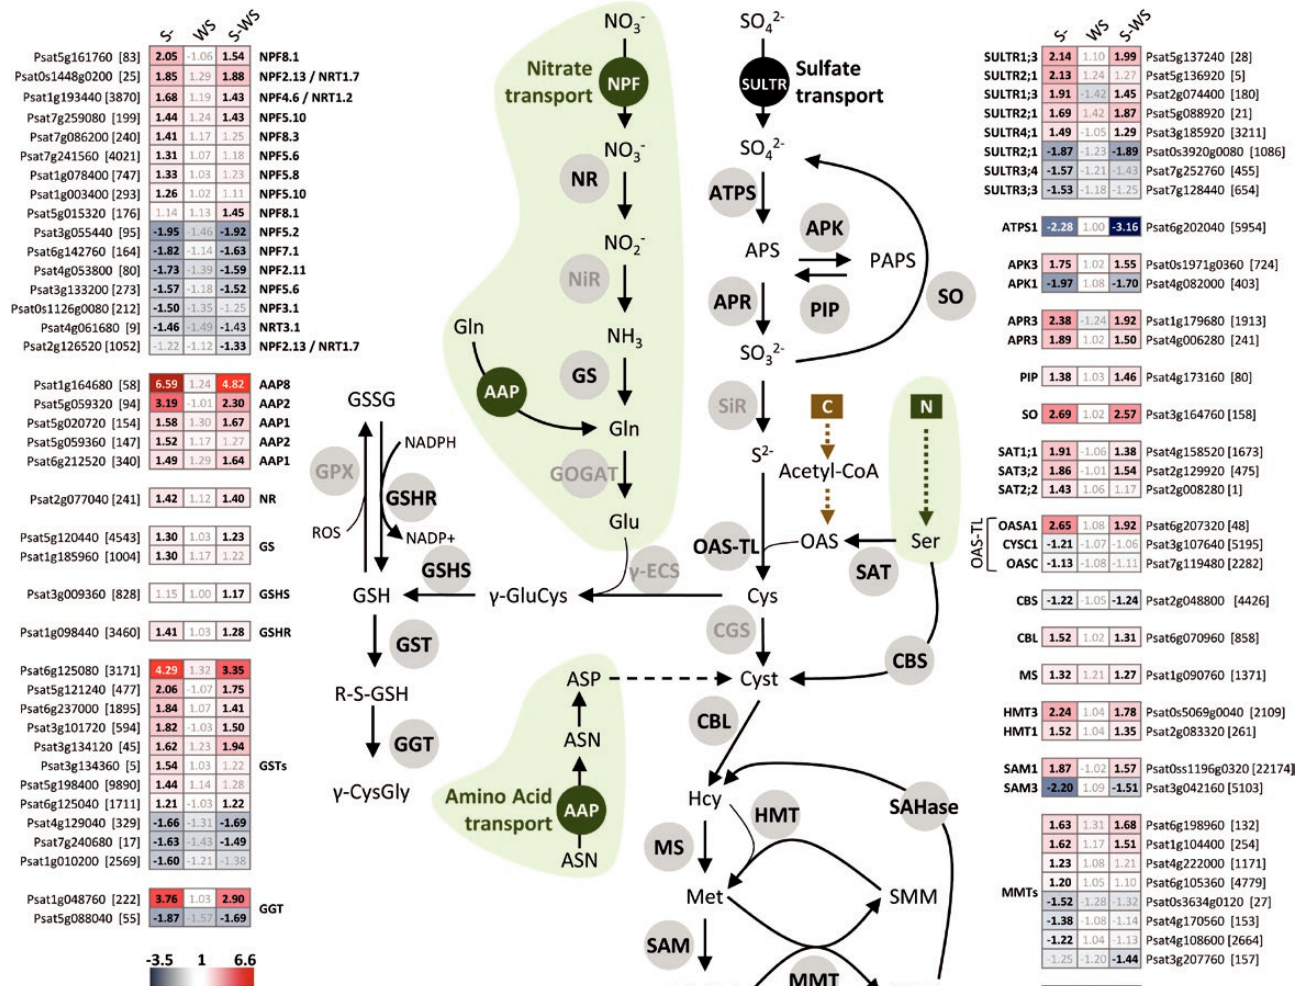 S- WS S-WS
Psat5g161760 [83] 2.05 -1.06 1.54 NPF8.1
Psat0s1448g0200 [25] 1.85 1.29 1.88 NPF2.13 / NRT1.7
Psat1g193440 [3870] 1.68 1.19 1.43 NPF4.6 / NRT1.2
Psat7g259080 [199] 1.44 1.24 1.43 NPF5.10
Psat7g086200 [240] 1.41 1.17 1.25 NPF8.3
Psat7g241560 [4021] 1.31 1.07 1.18 NPF5.6
Psat1g078400 [747] 1.33 1.03 1.23 NPF5.8
Psat1g003400 [293] 1.26 1.02 1.11 NPF5.10
Psat5g015320 [176] 1.14 1.13 1.45 NPF8.1
Psat3g055440 [95] -1.95 -1.46 -1.92 NPF5.2
Psat6g142760 [164] -1.82 -1.14 -1.63 NPF7.1
Psat4g053800 [80] -1.73 -1.39 -1.59 NPF2.11
Psat3g133200 [273] -1.57 -1.18 -1.52 NPF5.6
Psat0s1126g0080 [212] -1.50 -1.35 -1.25 NPF3.1
Psat4g061680 [9] -1.46 -1.49 -1.43 NRT3.1
Psat2g126520 [1052] -1.22 -1.12 -1.33 NPF2.13 / NRT1.7
Psat1g164680 [58] 6.59 1.24 4.82 AAP8
Psat5g059320 [94] 3.19 -1.01 2.30 AAP2
Psat5g020720 [154] 1.58 1.30 1.67 AAP1
Psat5g059360 [147] 1.52 1.17 1.27 AAP2
Psat6g212520 [340] 1.49 1.29 1.64 AAP1
Psat2g077040 [241] 1.42 1.12 1.40 NR
Psat5g120440 [4543] 1.30 1.03 1.23
GS
Psat1g185960 [1004] 1.30 1.17 1.22
Psat3g009360 [828] 1.15 1.00 1.17 GSHS
Psat1g098440 [3460] 1.41 1.03 1.28 GSHR
Psat6g125080 [3171] 4.29 1.32 3.35
Psat5g121240 [477] 2.06 -1.07 1.75
Psat6g237000 [1895] 1.84 1.07 1.41
Psat3g101720 [594] 1.82 -1.03 1.50
Psat3g134120 [45] 1.62 1.23 1.94
Psat3g134360 [5] 1.54 1.03 1.22 GSTs
Psat5g198400 [9890] 1.44 1.14 1.28
Psat6g125040 [1711] 1.21 -1.03 1.22
Psat4g129040 [329] -1.66 -1.31 -1.69
Psat7g240680 [17] -1.63 -1.43 -1.49
Psat1g010200 [2569] -1.60 -1.21 -1.38
Psat1g048760 [222] 3.76 1.03 2.90
GGT
Psat5g088040 [55] -1.87 -1.57 -1.69
-3.5 1 6.6
NO3-
Nitrate transport
NPF
NO3-
NR
NO2-
NiR
NH3
Gln
AAP
GS
Gln
GOGAT
Glu
γ-ECS
GSSG
GPX
NADPH
GSHR
ROS
NADP+
GSHS
GSH
γ-GluCys
GST
R-S-GSH
GGT
γ-CysGly
ASP
ASN
Amino Acid transport
AAP
ASN
SO42-
SULTR
Sulfate transport
SO42-
ATPS
APS
APK
PAPS
PIP
APR
SO
SO32-
SiR
C
N
S2-
Acetyl-CoA
OAS-TL
OAS
Ser
SAT
Cys
CGS
CBS
Cyst
CBL
Hcy
HMT
SAHase
MS
Met
SMM
SAM
MMT
S- WS S-WS
SULTR1;3 2.14 1.10 1.99 Psat5g137240 [28]
SULTR2;1 2.13 1.24 1.27 Psat5g136920 [5]
SULTR1;3 1.91 -1.42 1.45 Psat2g074400 [180]
SULTR2;1 1.69 1.42 1.87 Psat5g088920 [21]
SULTR4;1 1.49 -1.05 1.29 Psat3g185920 [3211]
SULTR2;1 -1.87 -1.23 -1.89 Psat0s3920g0080 [1086]
SULTR3;4 -1.57 -1.21 -1.43 Psat7g252760 [455]
SULTR3;3 -1.53 -1.18 -1.25 Psat7g128440 [654]
ATPS1 -2.28 1.00 -3.16 Psat6g202040 [5954]
APK3 1.75 1.02 1.55 Psat0s1971g0360 [724]
APK1 -1.97 1.08 -1.70 Psat4g082000 [403]
APR3 2.38 -1.24 1.92 Psat1g179680 [1913]
APR3 1.89 1.02 1.50 Psat4g006280 [241]
PIP 1.38 1.03 1.46 Psat4g173160 [80]
SO 2.69 1.02 2.57 Psat3g164760 [158]
SAT1;1 1.91 -1.06 1.38 Psat4g158520 [1673]
SAT3;2 1.86 -1.01 1.54 Psat2g129920 [475]
SAT2;2 1.43 1.06 1.17 Psat2g008280 [1]
OAS-TL
OASA1 2.65 1.08 1.92 Psat6g207320 [48]
CYSC1 -1.21 -1.07 -1.06 Psat3g107640 [5195]
OASC -1.13 -1.08 -1.11 Psat7g119480 [2282]
CBS -1.22 -1.05 -1.24 Psat2g048800 [4426]
CBL 1.52 1.02 1.31 Psat6g070960 [858]
MS 1.32 1.21 1.27 Psat1g090760 [1371]
HMT3 2.24 1.04 1.78 Psat0s5069g0040 [2109]
HMT1 1.52 1.04 1.35 Psat2g083320 [261]
SAM1 1.87 -1.02 1.57 Psat0ss1196g0320 [22174]
SAM3 -2.20 1.09 -1.51 Psat3g042160 [5103]
1.63 1.31 1.68 Psat6g198960 [132]
1.62 1.17 1.51 Psat1g104400 [254]
1.23 1.08 1.21 Psat4g222000 [1171]
1.20 1.05 1.10 Psat6g105360 [4779]
MMTs
-1.52 -1.28 -1.32 Psat0s3634g0120 [27]
-1.38 -1.08 -1.14 Psat4g170560 [153]
-1.22 1.04 -1.13 Psat4g108600 [2664]
-1.25 -1.20 -1.44 Psat3g207760 [157]